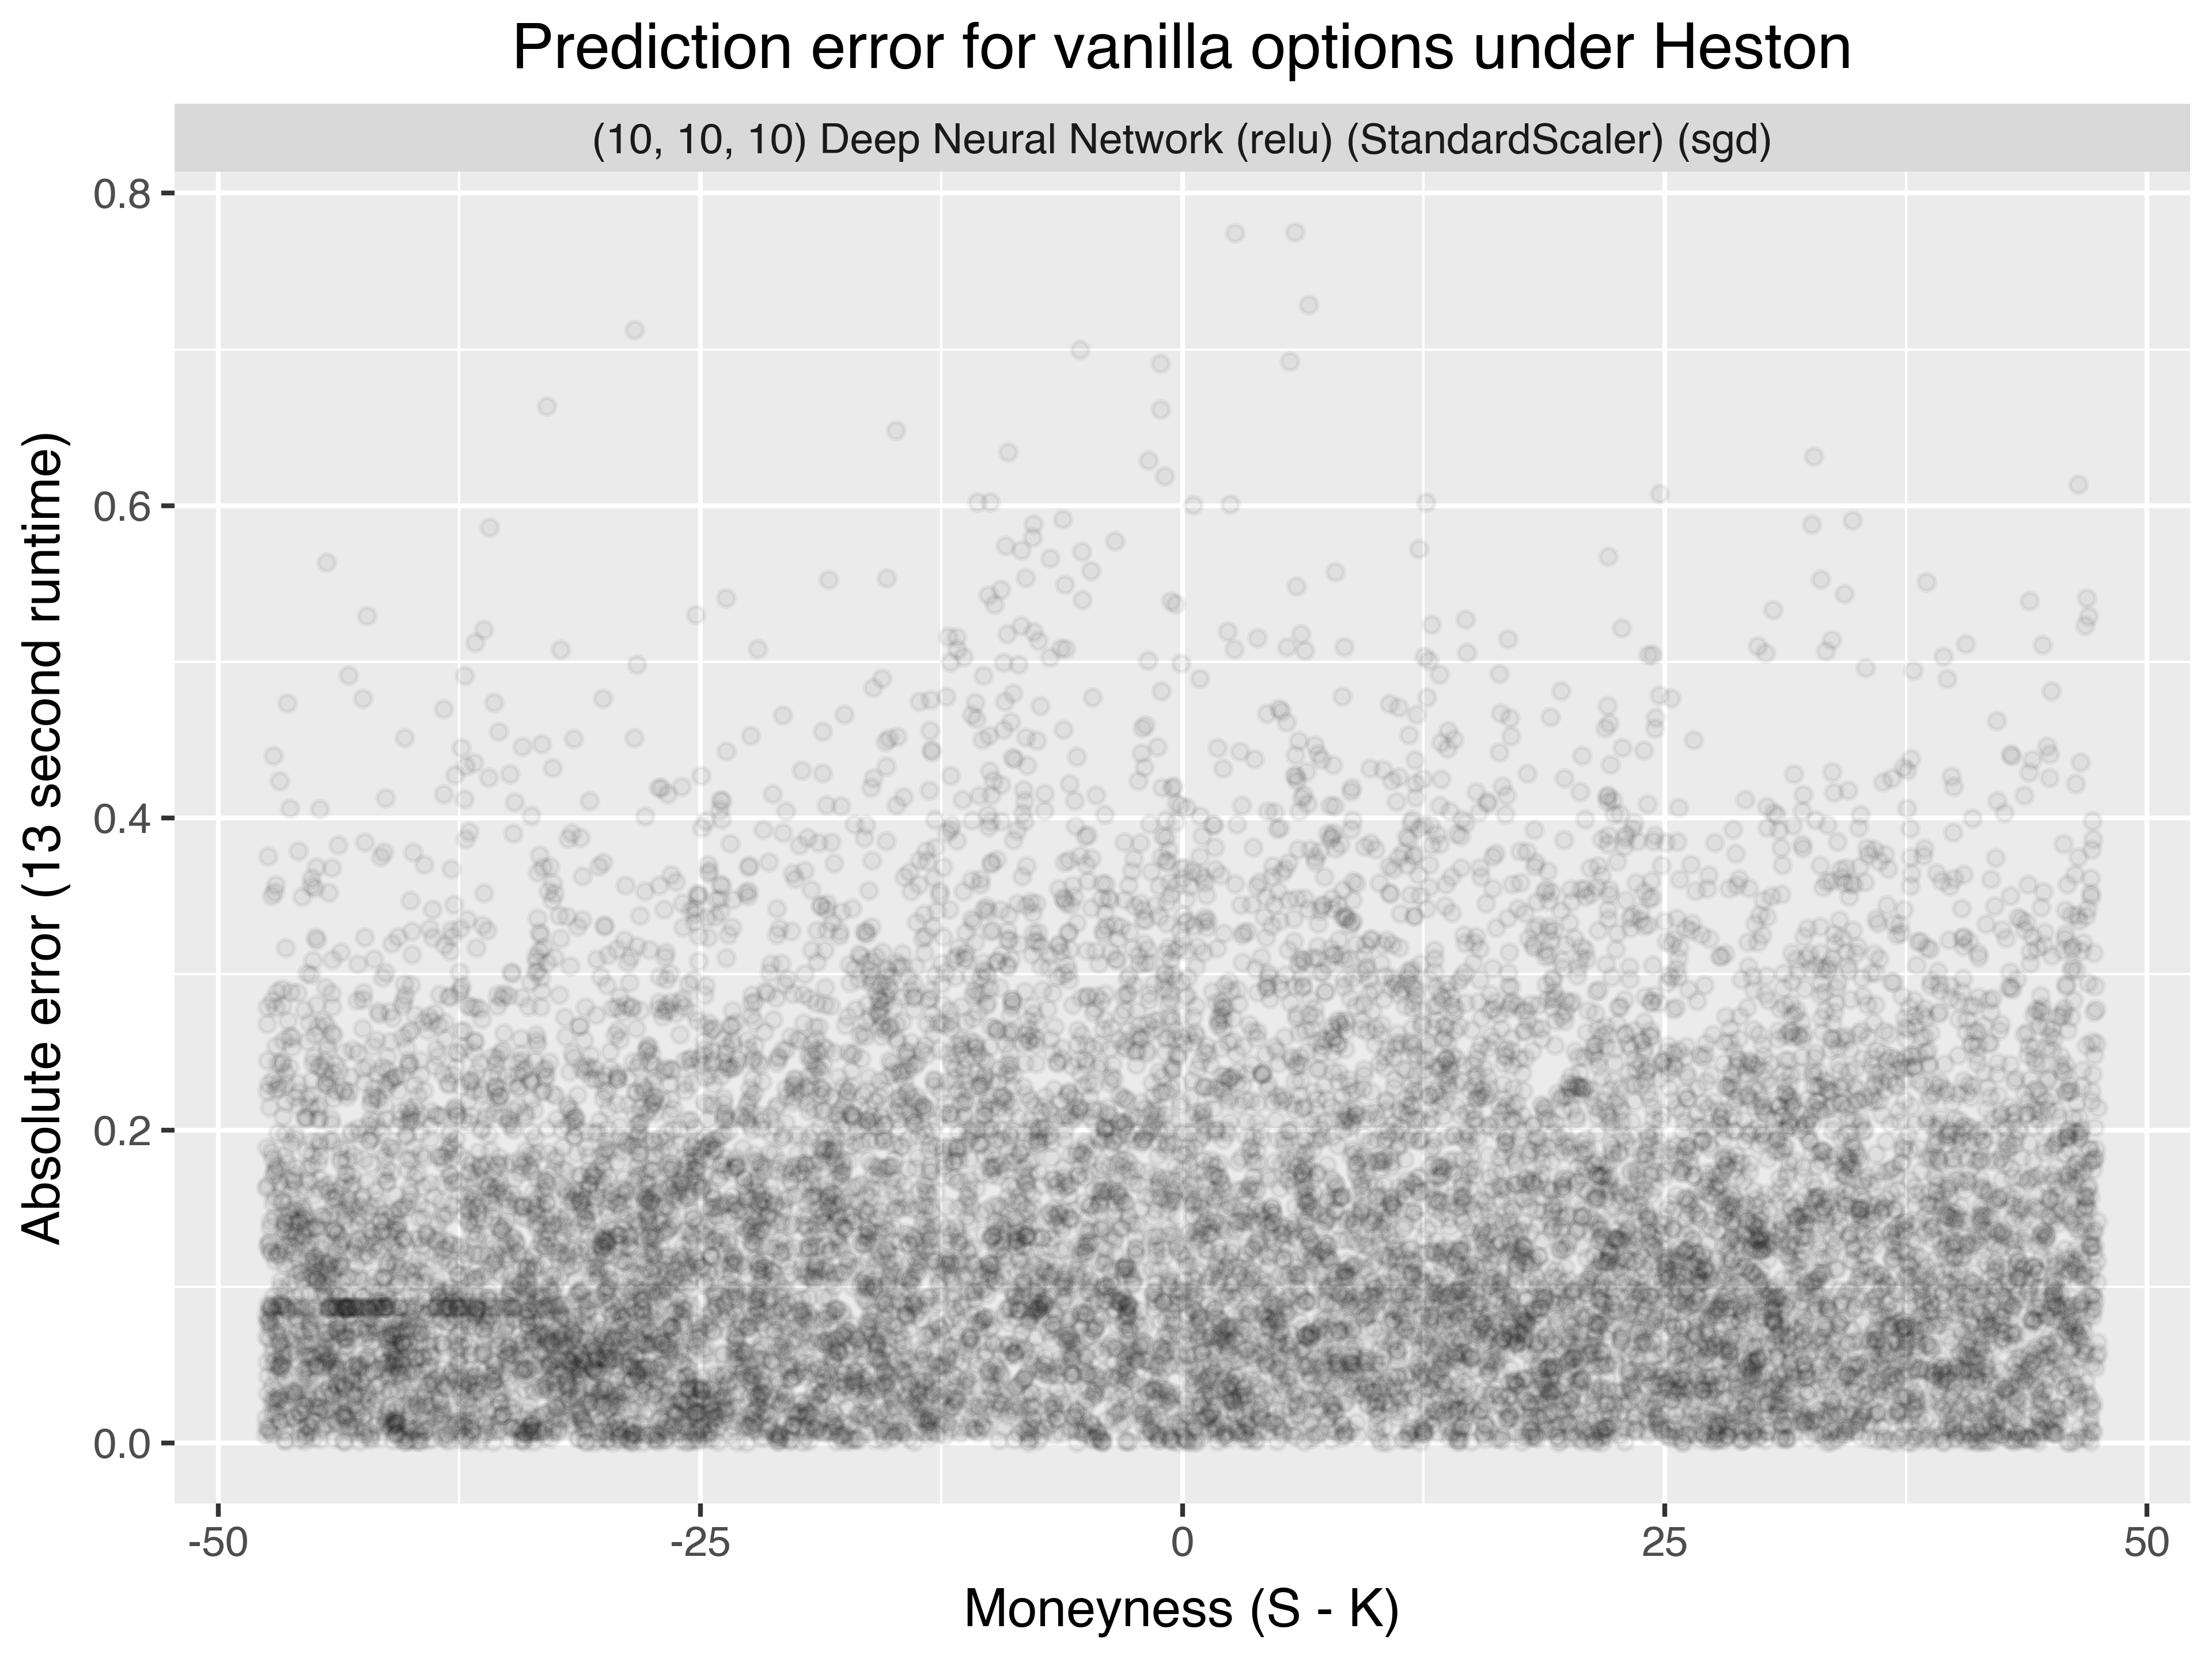 Prediction error for vanilla options under Heston
(10, 10, 10) Deep Neural Network (relu) (StandardScaler) (sgd)
Absolute error (13 second runtime)
0.8
0.6
0.4
0.2
0.0
-50
-25
0
25
50
Moneyness (S - K)